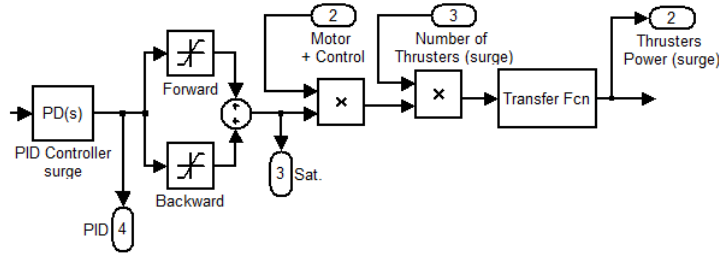 2
Motor
+ Control
3
Number of
Thrusters (surge)
2
Thrusters
Power (surge)
Forward
PD(s)
PID Controller
surge
×
×
Transfer Fcn
+
+
Backward
3
Sat.
PID
4